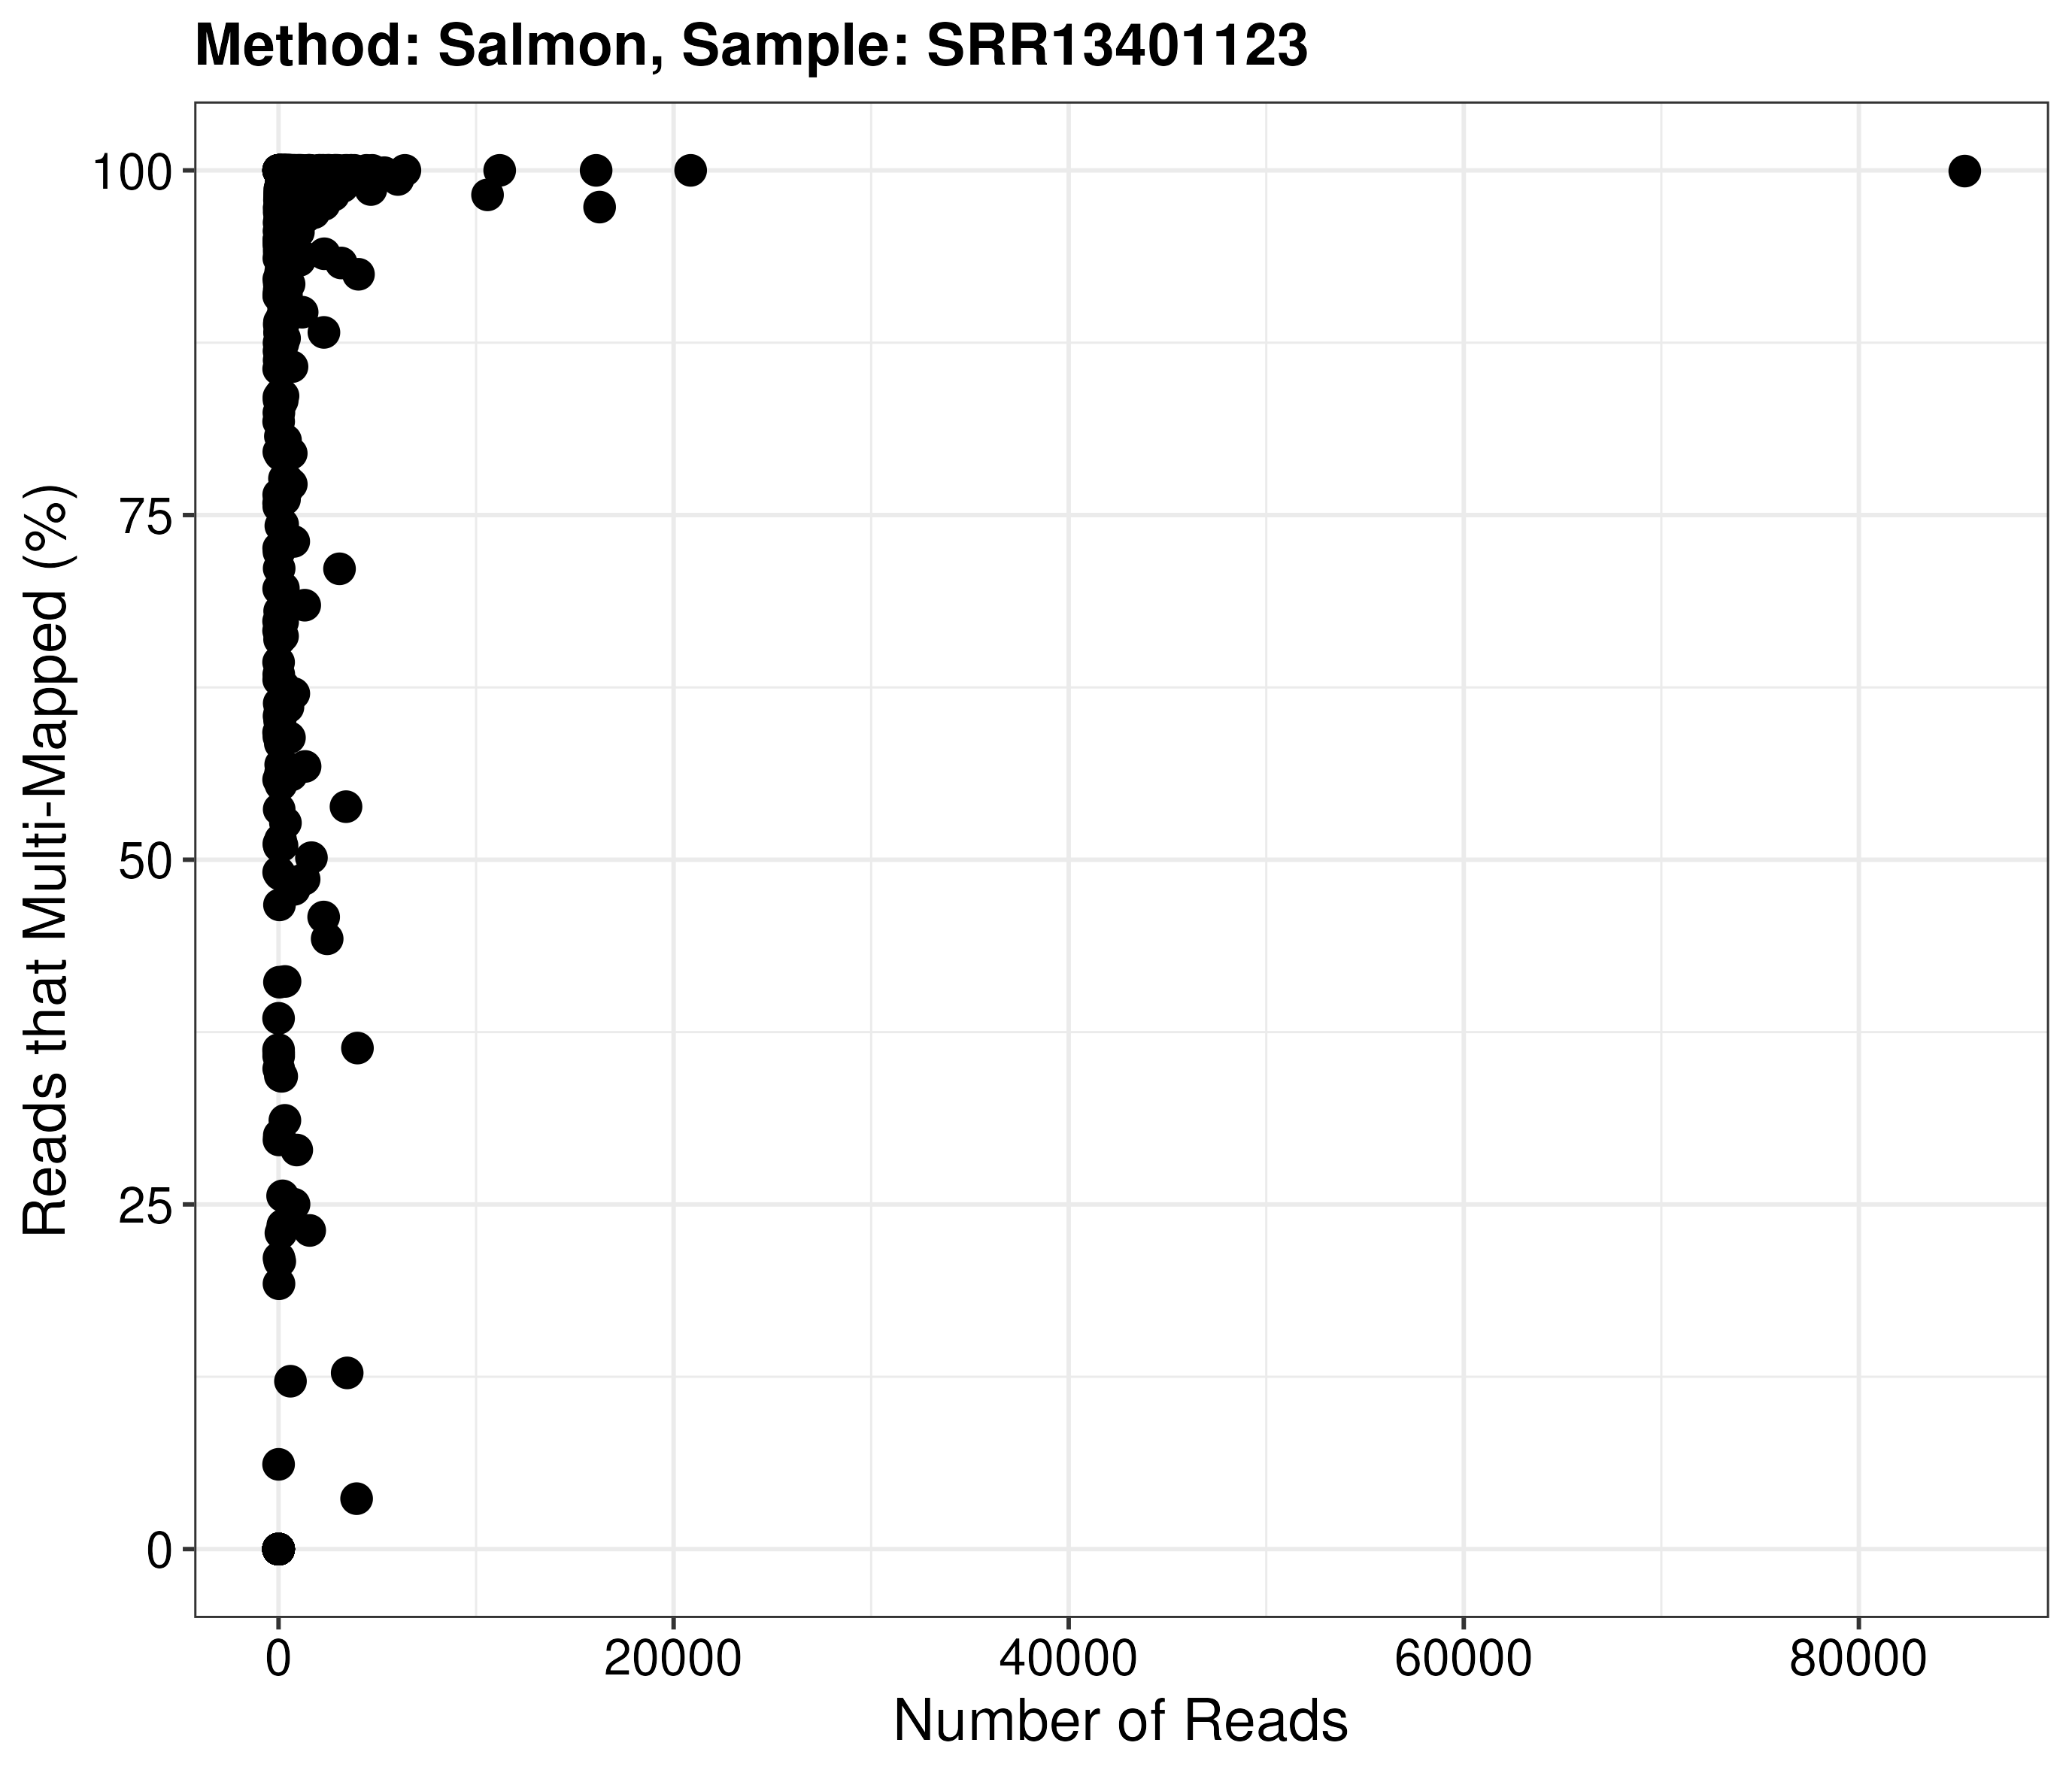 Method: Salmon, Sample: SRR13401123
Reads that Multi-Mapped (%)
100
75
50
25
0
0 20000 40000 60000 80000
Number of Reads